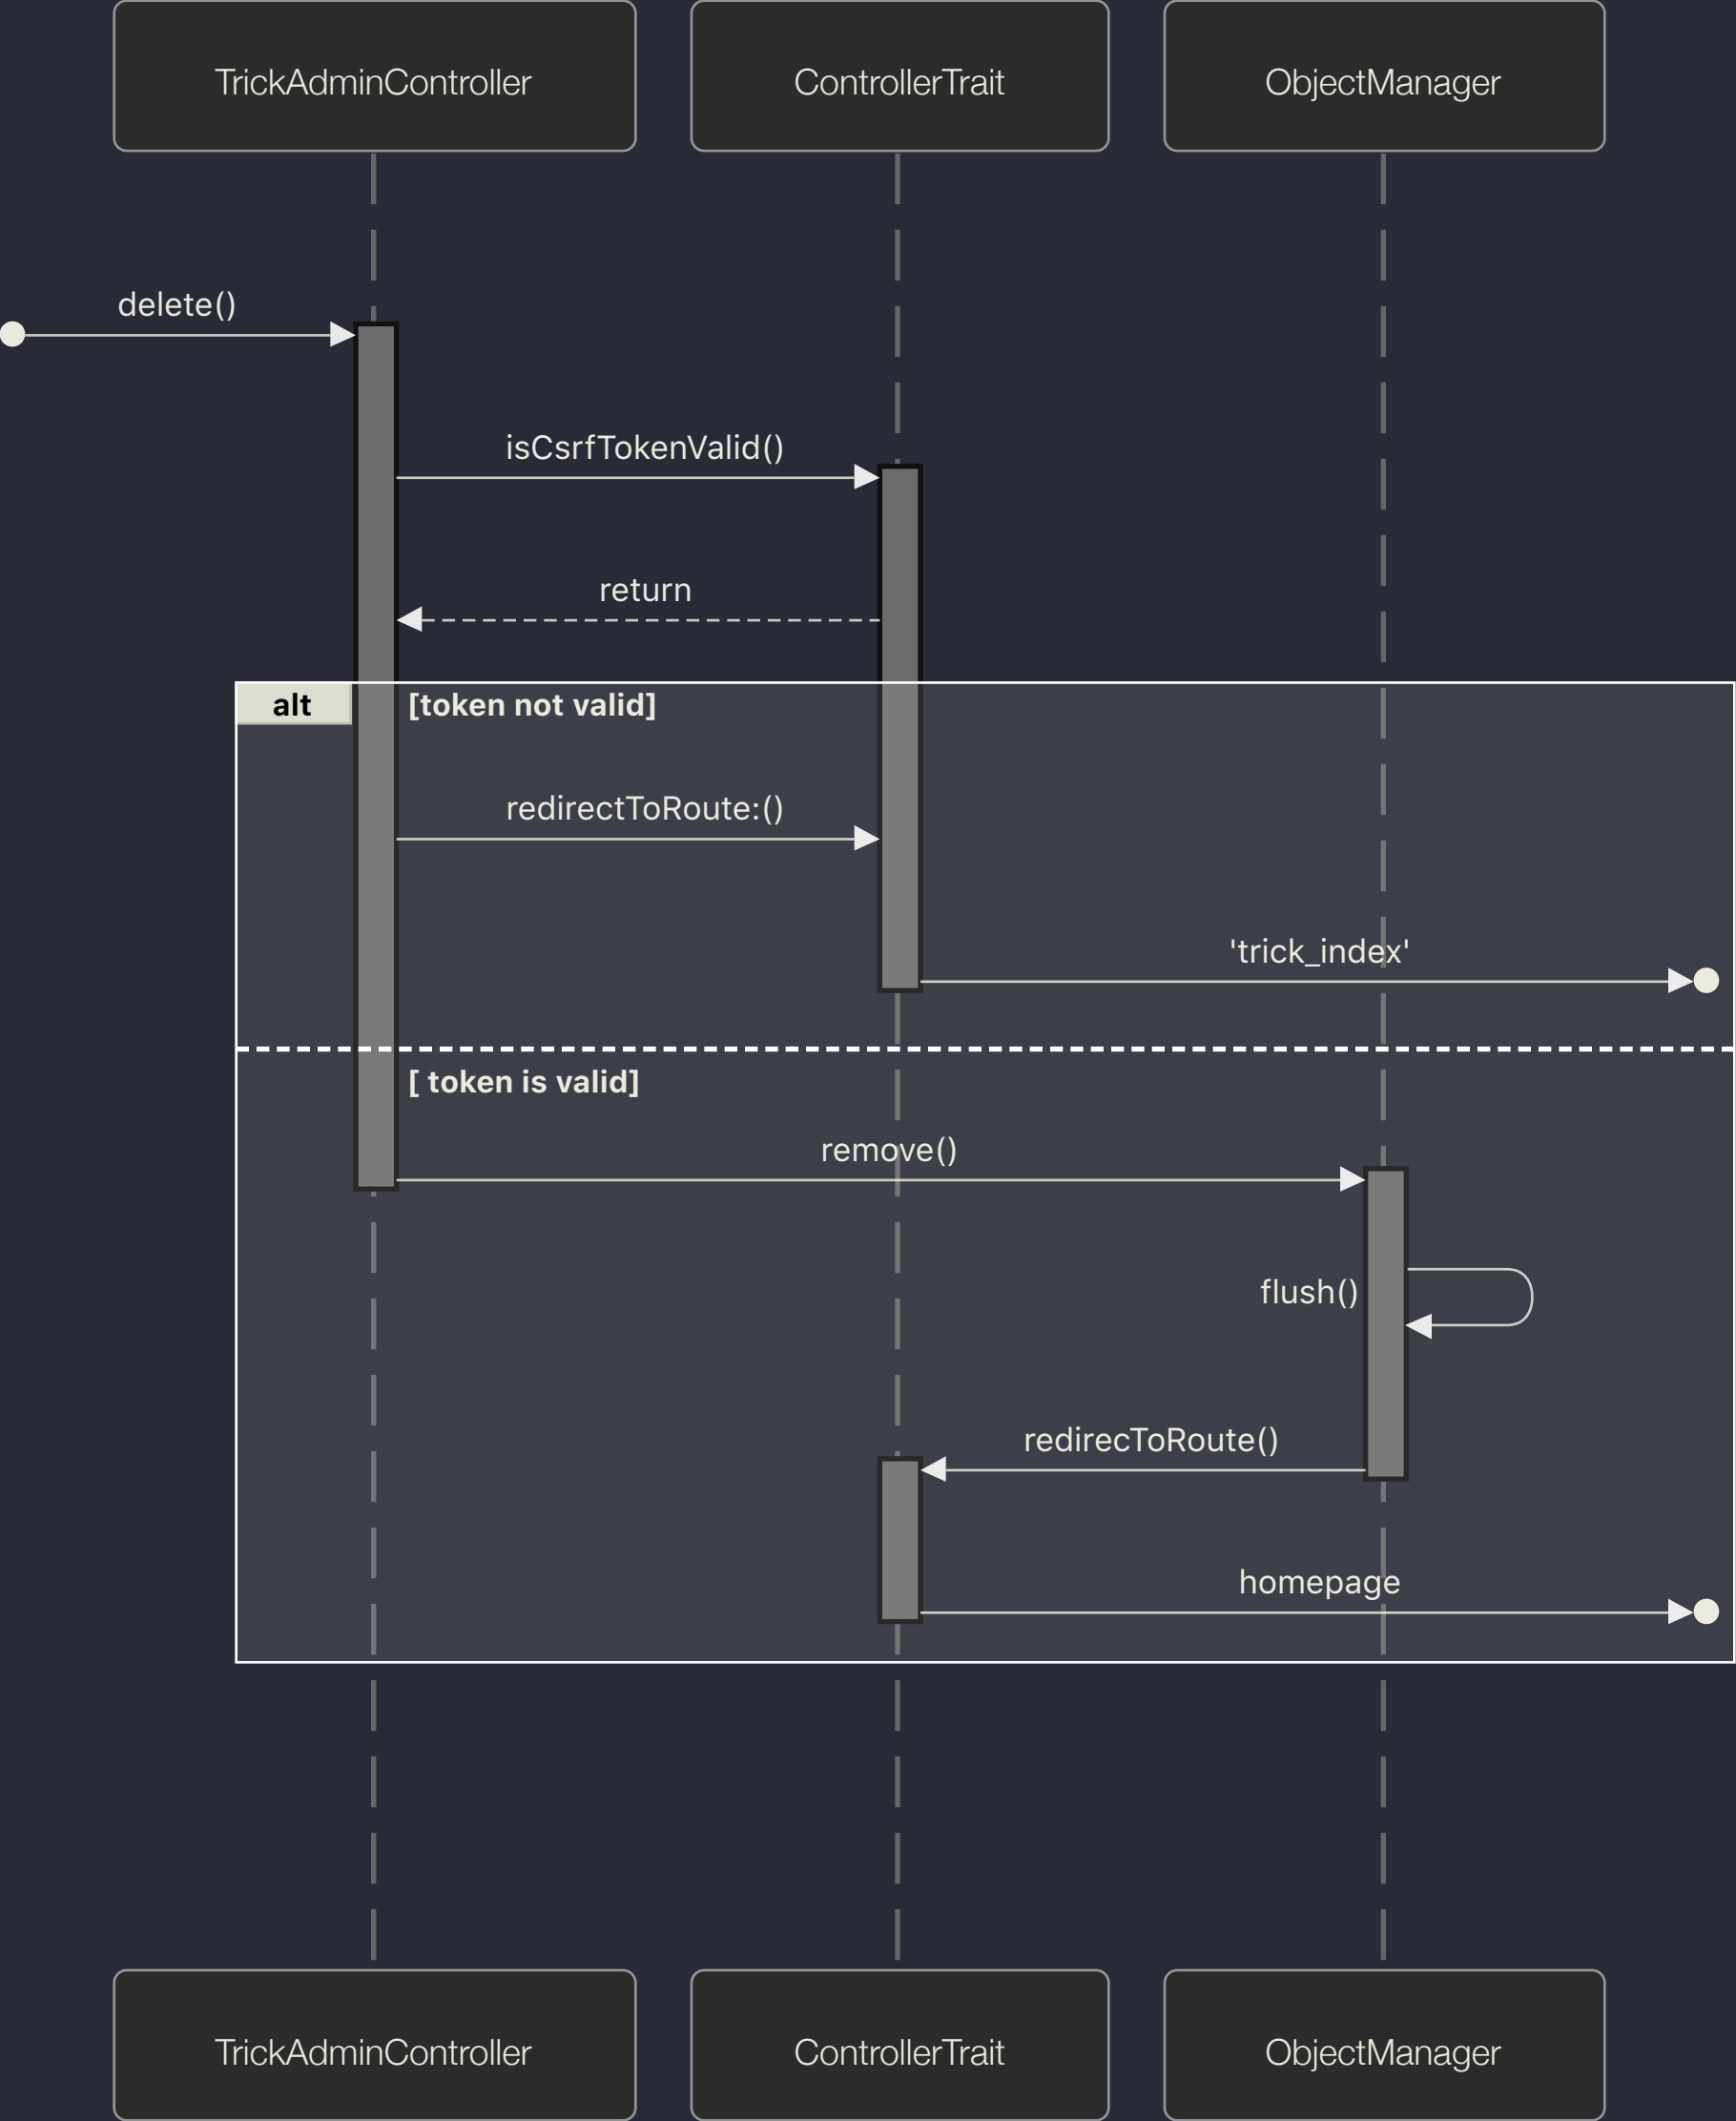 TrickAdminController
ControllerTrait
ObjectManager
delete()
isCsrfTokenValid()
return
alt
[token not valid]
redirectToRoute:()
'trick_index'
[ token is valid]
remove()
flush()
redirecToRoute()
homepage
TrickAdminController
ControllerTrait
ObjectManager